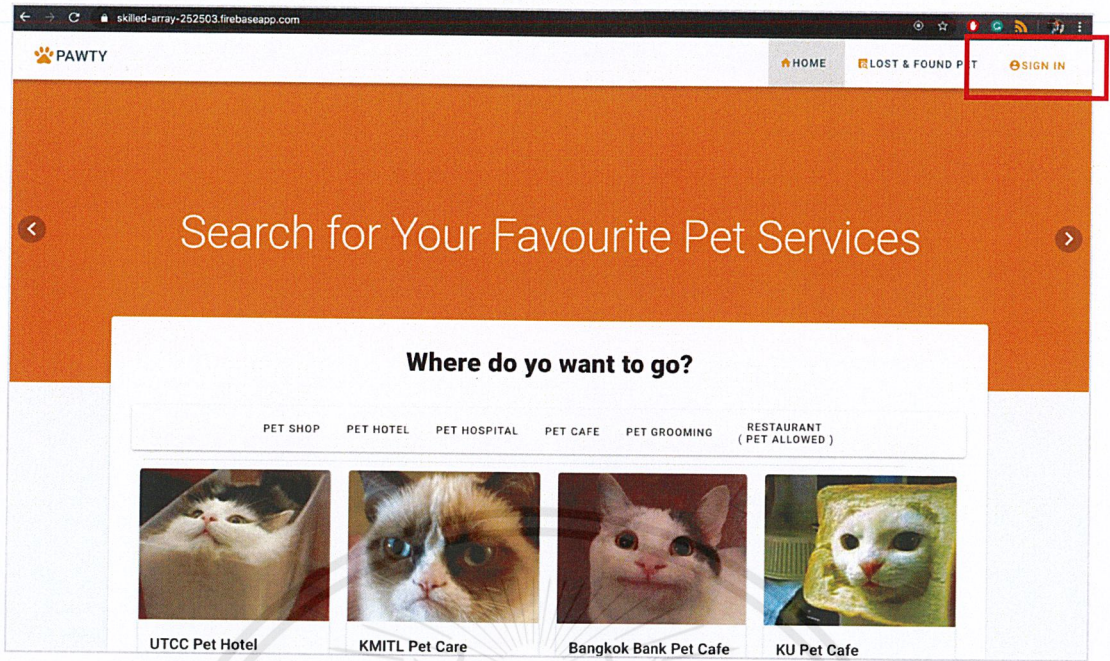 skilled-array-252503.firebaseapp.com
PAWTY
HOME
LOST & FOUND PET
SIGN IN
Search for Your Favourite Pet Services
Where do yo want to go?
PET SHOP
PET HOTEL
PET HOSPITAL
PET CAFE
PET GROOMING
RESTAURANT
( PET ALLOWED )
UTCC Pet Hotel
KMITL Pet Care
Bangkok Bank Pet Cafe
KU Pet Cafe